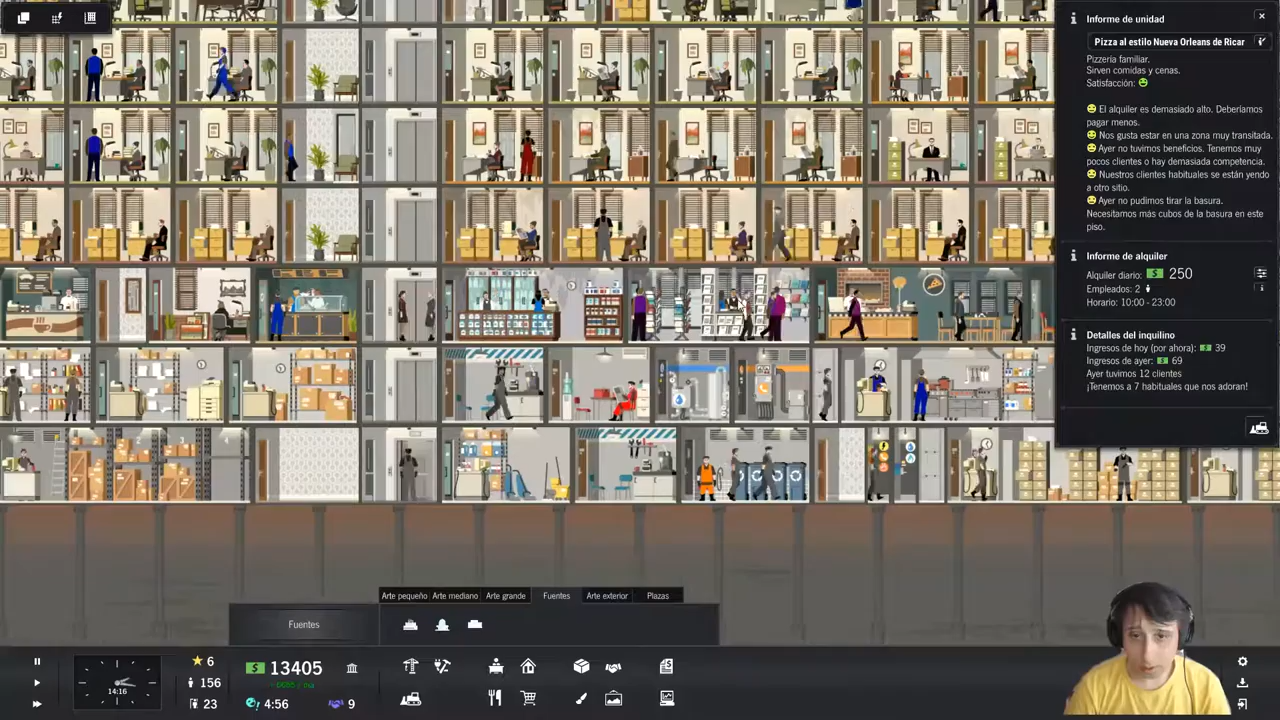 Informe de unidad
Pizza al estilo Nueva Orleans de Ricar
Pizzería familiar.
Sirven comidas y cenas.
Satisfacción:
El alquiler es demasiado alto. Deberíamos
pagar menos.
Nos gusta estar en una zona muy transitada.
Ayer no tuvimos beneficios. Tenemos muy
pocos clientes o hay demasiada competencia.
Nuestros clientes habituales se están yendo
a otro sitio.
Ayer no pudimos tirar la basura.
Necesitamos más cubos de la basura en este
piso.
Informe de alquiler
Alquiler diario: $ 250
Empleados: 2
Horario: 10:00 - 23:00
Detalles del inquilino
Ingresos de hoy (por ahora): 39
Ingresos de ayer: 69
Ayer tuvimos 12 clientes
¡Tenemos a 7 habituales que nos adoran!
Arte pequeño Arte mediano Arte grande Fuentes Arte exterior Plazas
Fuentes
14:16
6
156
23
$ 13405
4:56
9